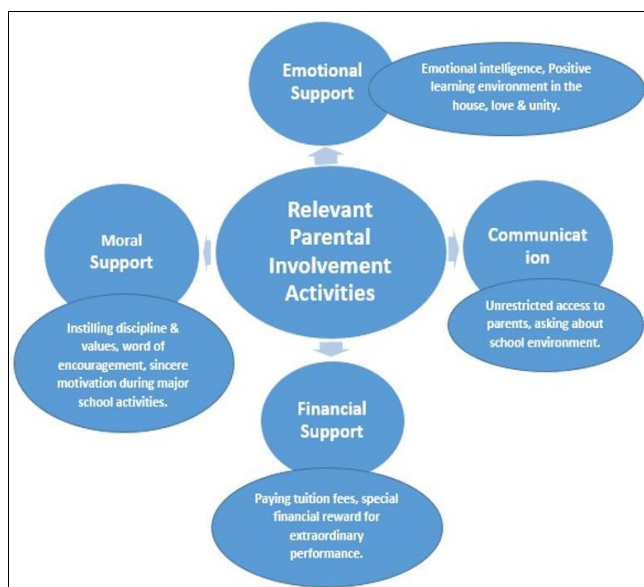 Emotional
Support
Emotional intelligence, Positive
learning environment in the
house, love & unity.
Relevant
Parental
Involvement
Activities
Moral
Support
Instilling discipline &
values, word of
encouragement, sincere
motivation during major
school activities.
Communicat
ion
Unrestricted access to
parents, asking about
school environment.
Financial
Support
Paying tuition fees, special
financial reward for
extraordinary
performance.